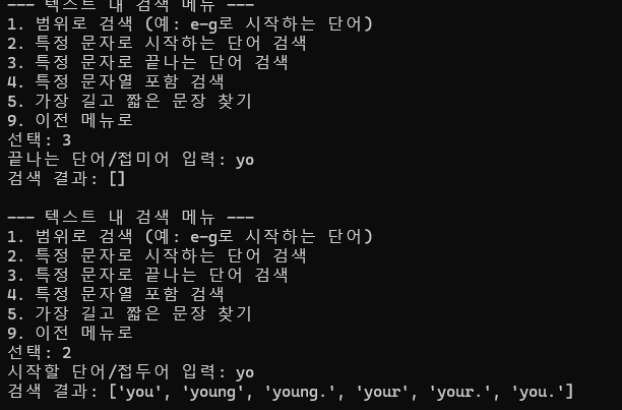 --- 텍스트 내 검색 메뉴 ---
1. 범위로 검색 (예: e-g로 시작하는 단어)
2. 특정 문자로 시작하는 단어 검색
3. 특정 문자로 끝나는 단어 검색
4. 특정 문자열 포함 검색
5. 가장 길고 짧은 문장 찾기
9. 이전 메뉴로
선택: 3
끝나는 단어/접미어 입력: yo
검색 결과: []
--- 텍스트 내 검색 메뉴 ---
1. 범위로 검색 (예: e-g로 시작하는 단어)
2. 특정 문자로 시작하는 단어 검색
3. 특정 문자로 끝나는 단어 검색
4. 특정 문자열 포함 검색
5. 가장 길고 짧은 문장 찾기
9. 이전 메뉴로
선택: 2
시작할 단어/접두어 입력: yo
검색 결과: ['you', 'young', 'young.', 'your', 'your.', 'you.']